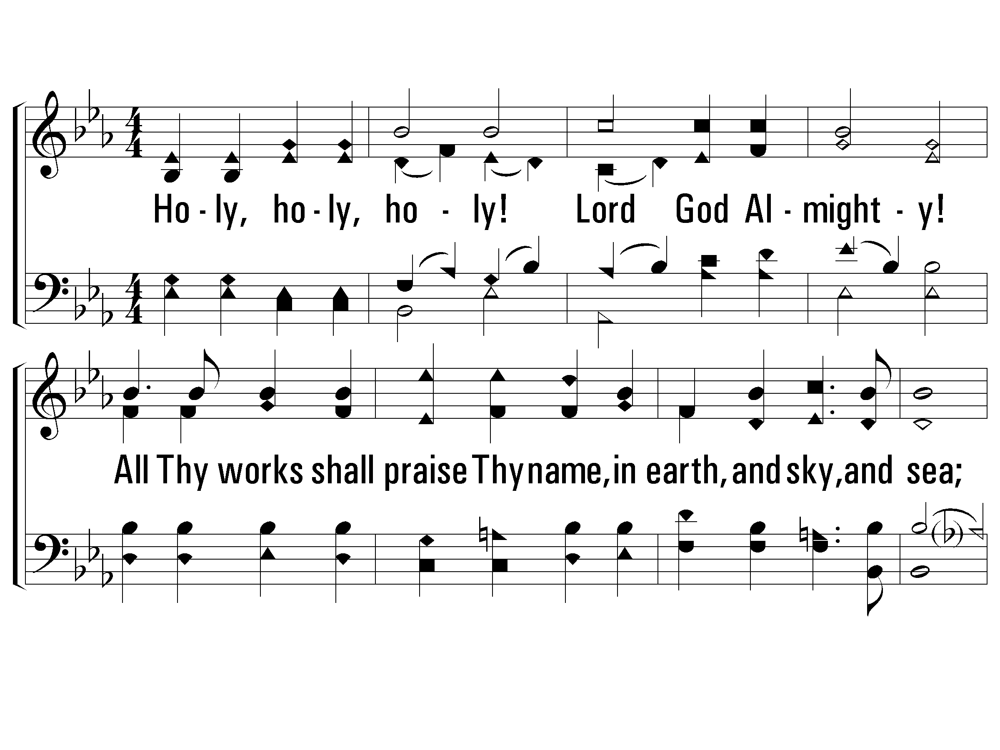 Ho - ly, ho - ly, ho - ly! Lord God Al - might - y!
All Thy works shall praise Thy name, in earth, and sky, and sea;